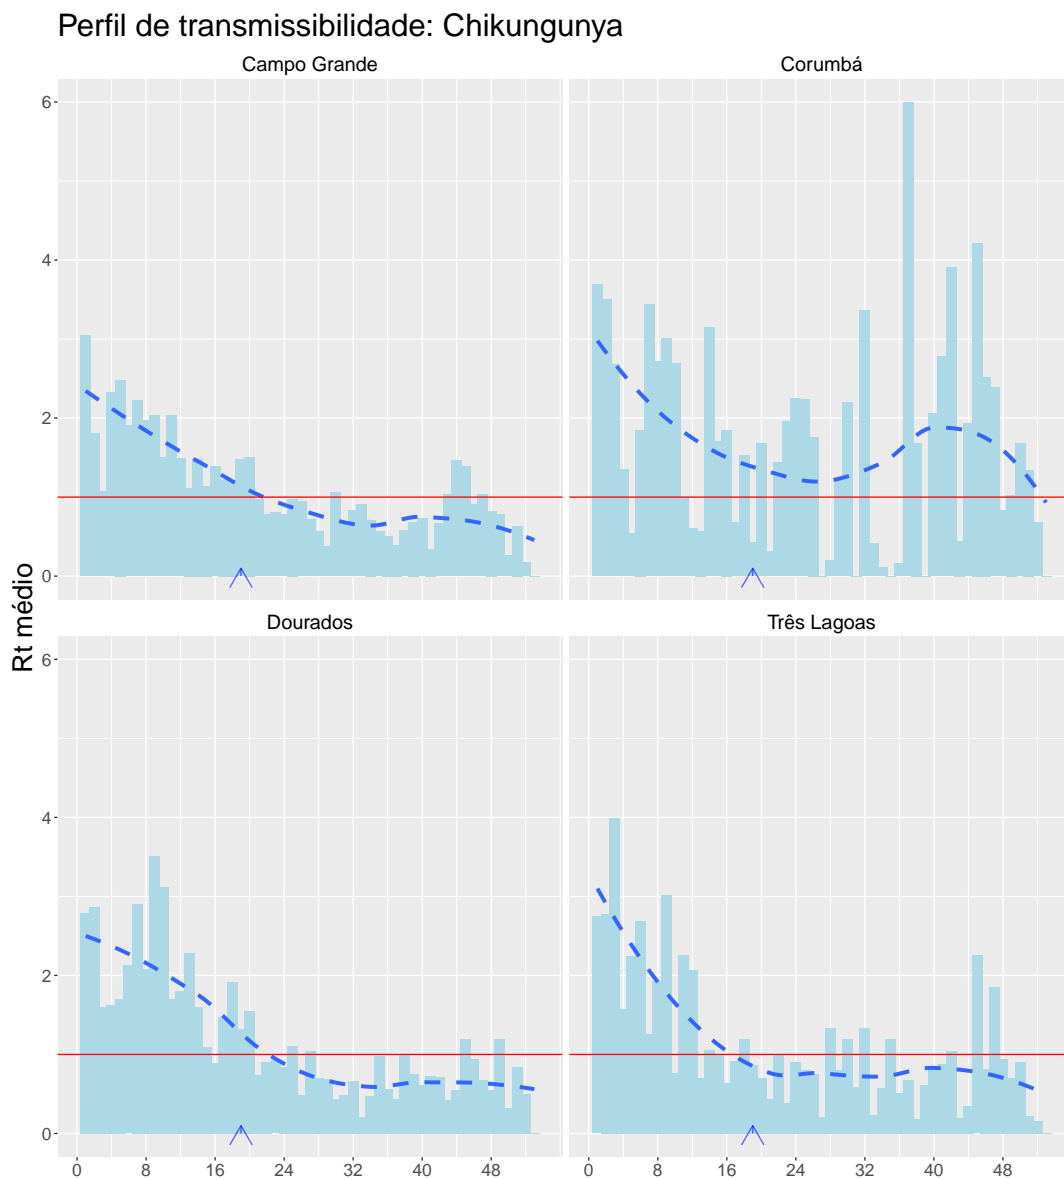 Perfil de transmissibilidade: Chikungunya
Campo Grande
Corumbá
6
4
2
0
Rt médio
Dourados
Três Lagoas
6
4
2
0
0 8 16 24 32 40 48
0 8 16 24 32 40 48